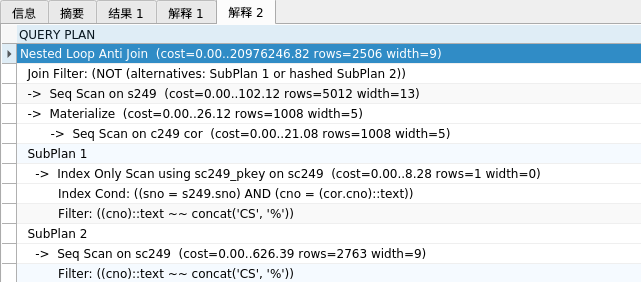 信息 摘要 结果 1 解释 1 解释 2
QUERY PLAN
Nested Loop Anti Join  (cost=0.00..20976246.82 rows=2506 width=9)
Join Filter: (NOT (alternatives: SubPlan 1 or hashed SubPlan 2))
->  Seq Scan on s249  (cost=0.00..102.12 rows=5012 width=13)
->  Materialize  (cost=0.00..26.12 rows=1008 width=5)
->  Seq Scan on c249 cor  (cost=0.00..21.08 rows=1008 width=5)
SubPlan 1
->  Index Only Scan using sc249_pkey on sc249  (cost=0.00..8.28 rows=1 width=0)
Index Cond: ((sno = s249.sno) AND (cno = (cor.cno)::text))
Filter: ((cno)::text ~~ concat('CS', '%'))
SubPlan 2
->  Seq Scan on sc249  (cost=0.00..626.39 rows=2763 width=9)
Filter: ((cno)::text ~~ concat('CS', '%'))